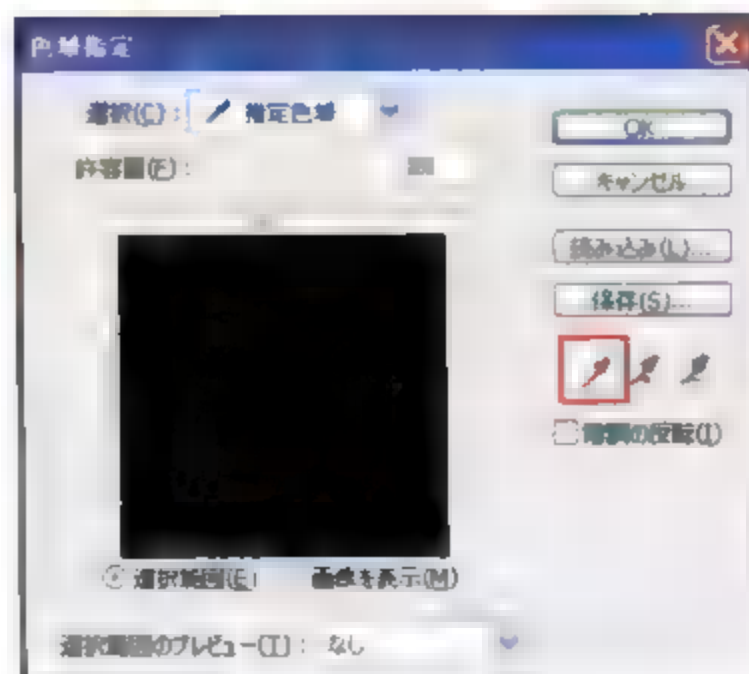 色域指定
選択(C): 指定色域
許容量(F):
OK
キャンセル
読み込み(L)...
保存(S)...
階調の反転(I)
選択範囲(E) 画像を表示(M)
選択範囲のプレビュー(T): なし